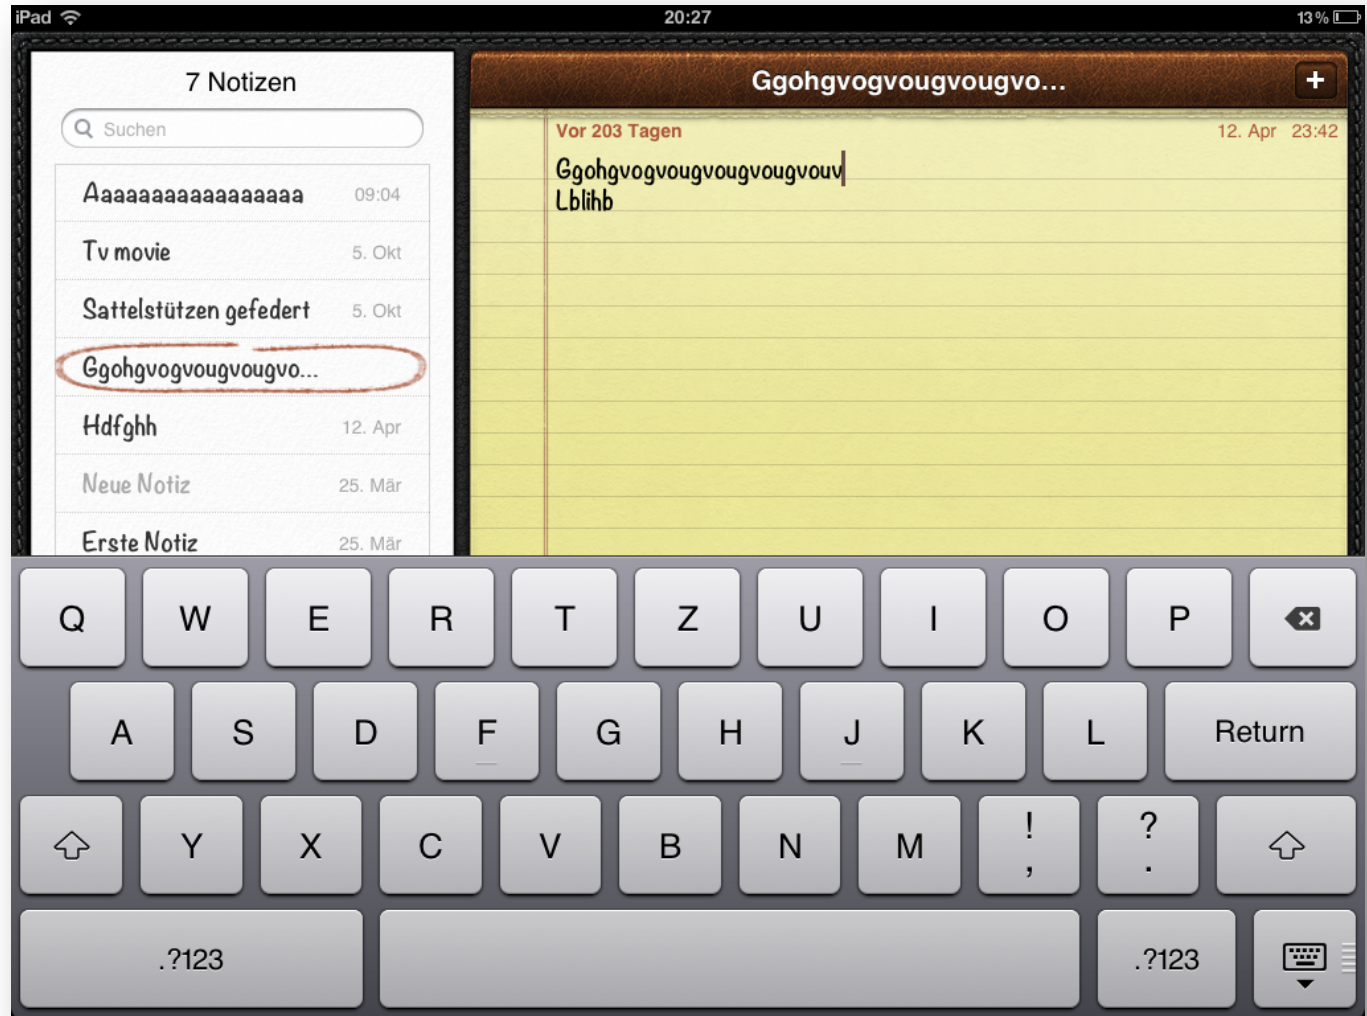 iPad 20:27 13 %
7 Notizen
Suchen
Aaaaaaaaaaaaaaaaa 09:04
Tv movie 5. Okt
Sattelstützen gefedert 5. Okt
Ggohgvogvougvougvo...
Hdfghh 12. Apr
Neue Notiz 25. Mär
Erste Notiz 25. Mär
Ggohgvogvougvougvo...
+
Vor 203 Tagen 12. Apr 23:42
Ggohgvogvougvougvougvouv
Lblihb
Q W E R T Z U I O P
A S D F G H J K L Return
Y X C V B N M ! , ? .
.?123 .?123